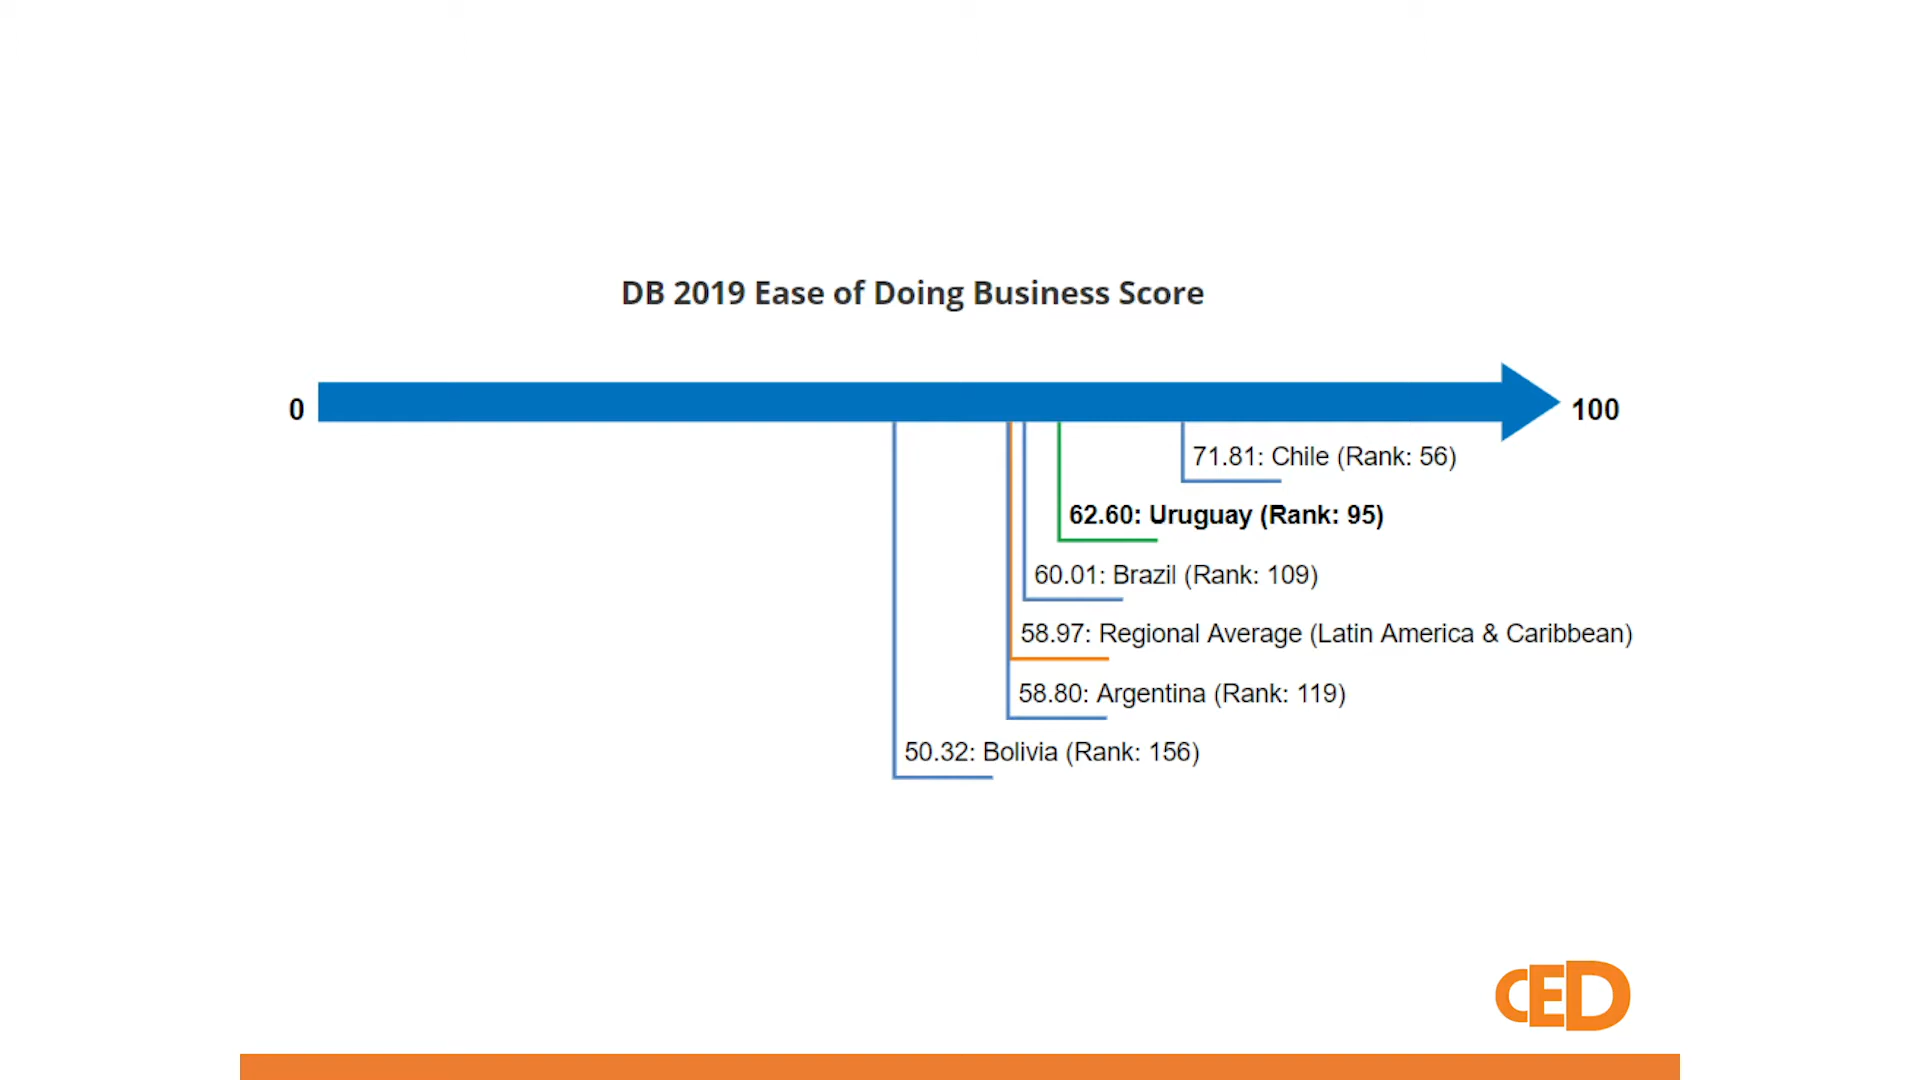 DB 2019 Ease of Doing Business Score
0
100
71.81: Chile (Rank: 56)
62.60: Uruguay (Rank: 95)
60.01: Brazil (Rank: 109)
58.97: Regional Average (Latin America & Caribbean)
58.80: Argentina (Rank: 119)
50.32: Bolivia (Rank: 156)
CED